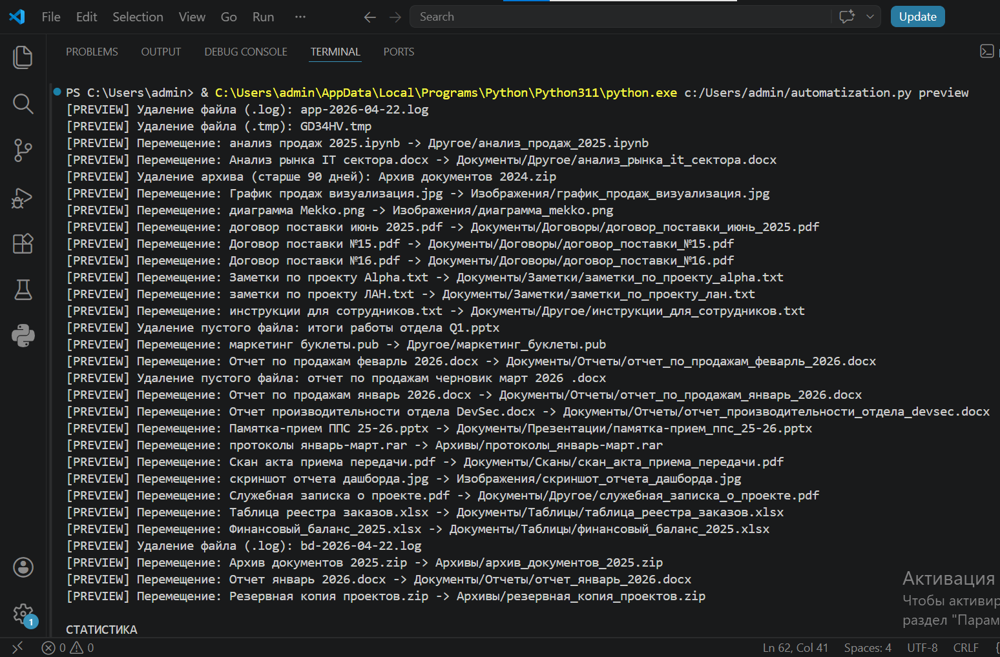 File Edit Selection View Go Run ··· Search Update
PROBLEMS OUTPUT DEBUG CONSOLE TERMINAL PORTS
PS C:\Users\admin> & C:\Users\admin\AppData\Local\Programs\Python\Python311\python.exe c:/Users/admin/automatization.py preview
[PREVIEW] Удаление файла (.log): app-2026-04-22.log
[PREVIEW] Удаление файла (.tmp): GD34HV.tmp
[PREVIEW] Перемещение: анализ продаж 2025.ipynb -> Другое/анализ_продаж_2025.ipynb
[PREVIEW] Перемещение: Анализ рынка IT сектора.docx -> Документы/Другое/анализ_рынка_it_сектора.docx
[PREVIEW] Удаление архива (старше 90 дней): Архив документов 2024.zip
[PREVIEW] Перемещение: График продаж визуализация.jpg -> Изображения/график_продаж_визуализация.jpg
[PREVIEW] Перемещение: диаграмма Mekko.png -> Изображения/диаграмма_mekko.png
[PREVIEW] Перемещение: договор поставки июнь 2025.pdf -> Документы/Договоры/договор_поставки_июнь_2025.pdf
[PREVIEW] Перемещение: Договор поставки №15.pdf -> Документы/Договоры/договор_поставки_№15.pdf
[PREVIEW] Перемещение: Договор поставки №16.pdf -> Документы/Договоры/договор_поставки_№16.pdf
[PREVIEW] Перемещение: Заметки по проекту Alpha.txt -> Документы/Заметки/заметки_по_проекту_alpha.txt
[PREVIEW] Перемещение: заметки по проекту ЛАН.txt -> Документы/Заметки/заметки_по_проекту_лан.txt
[PREVIEW] Перемещение: инструкции для сотрудников.txt -> Документы/Другое/инструкции_для_сотрудников.txt
[PREVIEW] Удаление пустого файла: итоги работы отдела Q1.pptx
[PREVIEW] Перемещение: маркетинг буклеты.pub -> Другое/маркетинг_буклеты.pub
[PREVIEW] Перемещение: Отчет по продажам феварль 2026.docx -> Документы/Отчеты/отчет_по_продажам_феварль_2026.docx
[PREVIEW] Удаление пустого файла: отчет по продажам черновик март 2026 .docx
[PREVIEW] Перемещение: Отчет по продажам январь 2026.docx -> Документы/Отчеты/отчет_по_продажам_январь_2026.docx
[PREVIEW] Перемещение: Отчет производительности отдела DevSec.docx -> Документы/Отчеты/отчет_производительности_отдела_devsec.docx
[PREVIEW] Перемещение: Памятка-прием ППС 25-26.pptx -> Документы/Презентации/памятка-прием_ппс_25-26.pptx
[PREVIEW] Перемещение: протоколы январь-март.rar -> Архивы/протоколы_январь-март.rar
[PREVIEW] Перемещение: Скан акта приема передачи.pdf -> Документы/Сканы/скан_акта_приема_передачи.pdf
[PREVIEW] Перемещение: скриншот отчета дашборда.jpg -> Изображения/скриншот_отчета_дашборда.jpg
[PREVIEW] Перемещение: Служебная записка о проекте.pdf -> Документы/Другое/служебная_записка_о_проекте.pdf
[PREVIEW] Перемещение: Таблица реестра заказов.xlsx -> Документы/Таблицы/таблица_реестра_заказов.xlsx
[PREVIEW] Перемещение: Финансовый_баланс_2025.xlsx -> Документы/Таблицы/финансовый_баланс_2025.xlsx
[PREVIEW] Удаление файла (.log): bd-2026-04-22.log
[PREVIEW] Перемещение: Архив документов 2025.zip -> Архивы/архив_документов_2025.zip
[PREVIEW] Перемещение: Отчет январь 2026.docx -> Документы/Отчеты/отчет_январь_2026.docx
[PREVIEW] Перемещение: Резервная копия проектов.zip -> Архивы/резервная_копия_проектов.zip
СТАТИСТИКА
Активация
Чтобы активир
раздел "Парам
1
0 0 Ln 62, Col 41 Spaces: 4 UTF-8 CRLF {